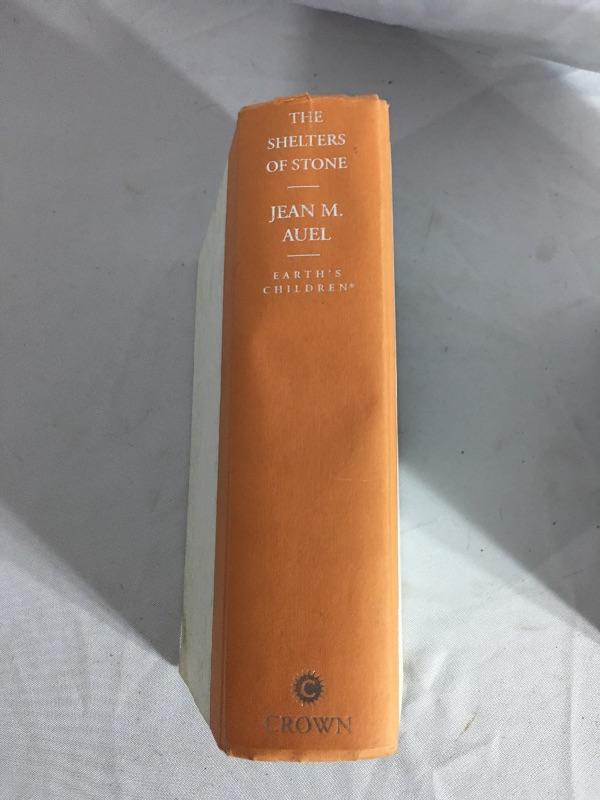 THE
SHELTERS
OF STONE
JEAN M.
AUEL
EARTH'S
CHILDREN®
C
CROWN